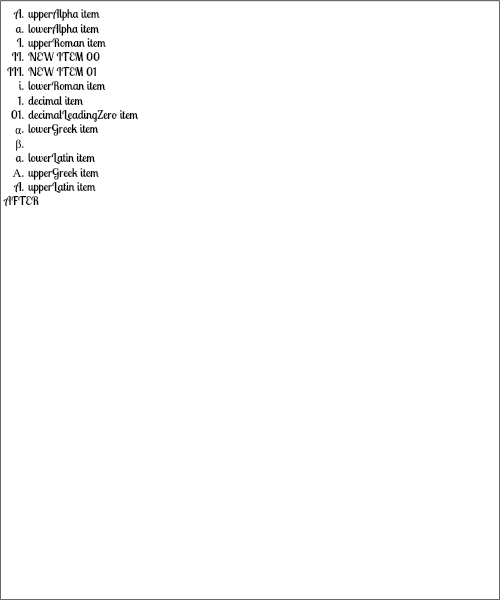 A. upperAlpha item
a. lowerAlpha item
I. upperRoman item
II. NEW ITEM 00
III. NEW ITEM 01
i. lowerRoman item
1. decimal item
01. decimalLeadingZero item
α. lowerGreek item
β.
a. lowerLatin item
Α. upperGreek item
A. upperLatin item
AFTER